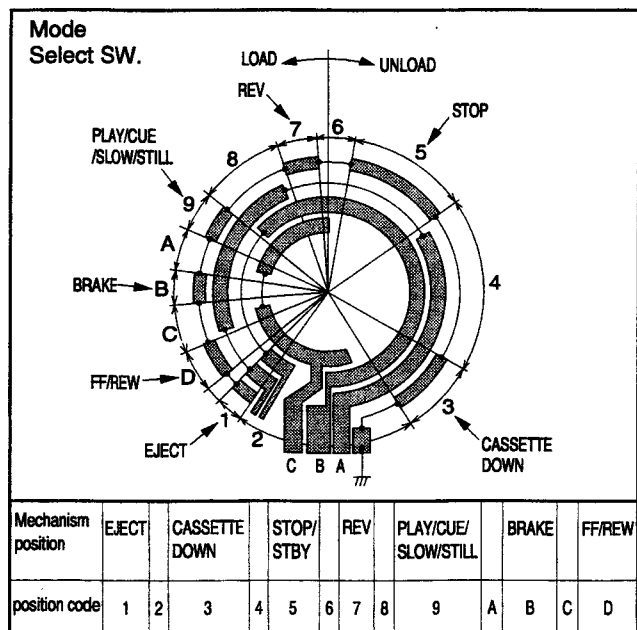 Mode
Select SW.
LOAD
UNLOAD
REV
STOP
7
6
PLAY/CUE
/SLOW/STILL
8
5
9
A
BRAKE
B
4
C
FF/REW
D
3
1
2
EJECT
CASSETTE
DOWN
C B A
Mechanism
position
EJECT
CASSETTE
DOWN
STOP/
STBY
REV
PLAY/CUE/
SLOW/STILL
BRAKE
FF/REW
position code 1 2 3 4 5 6 7 8 9 A B C D